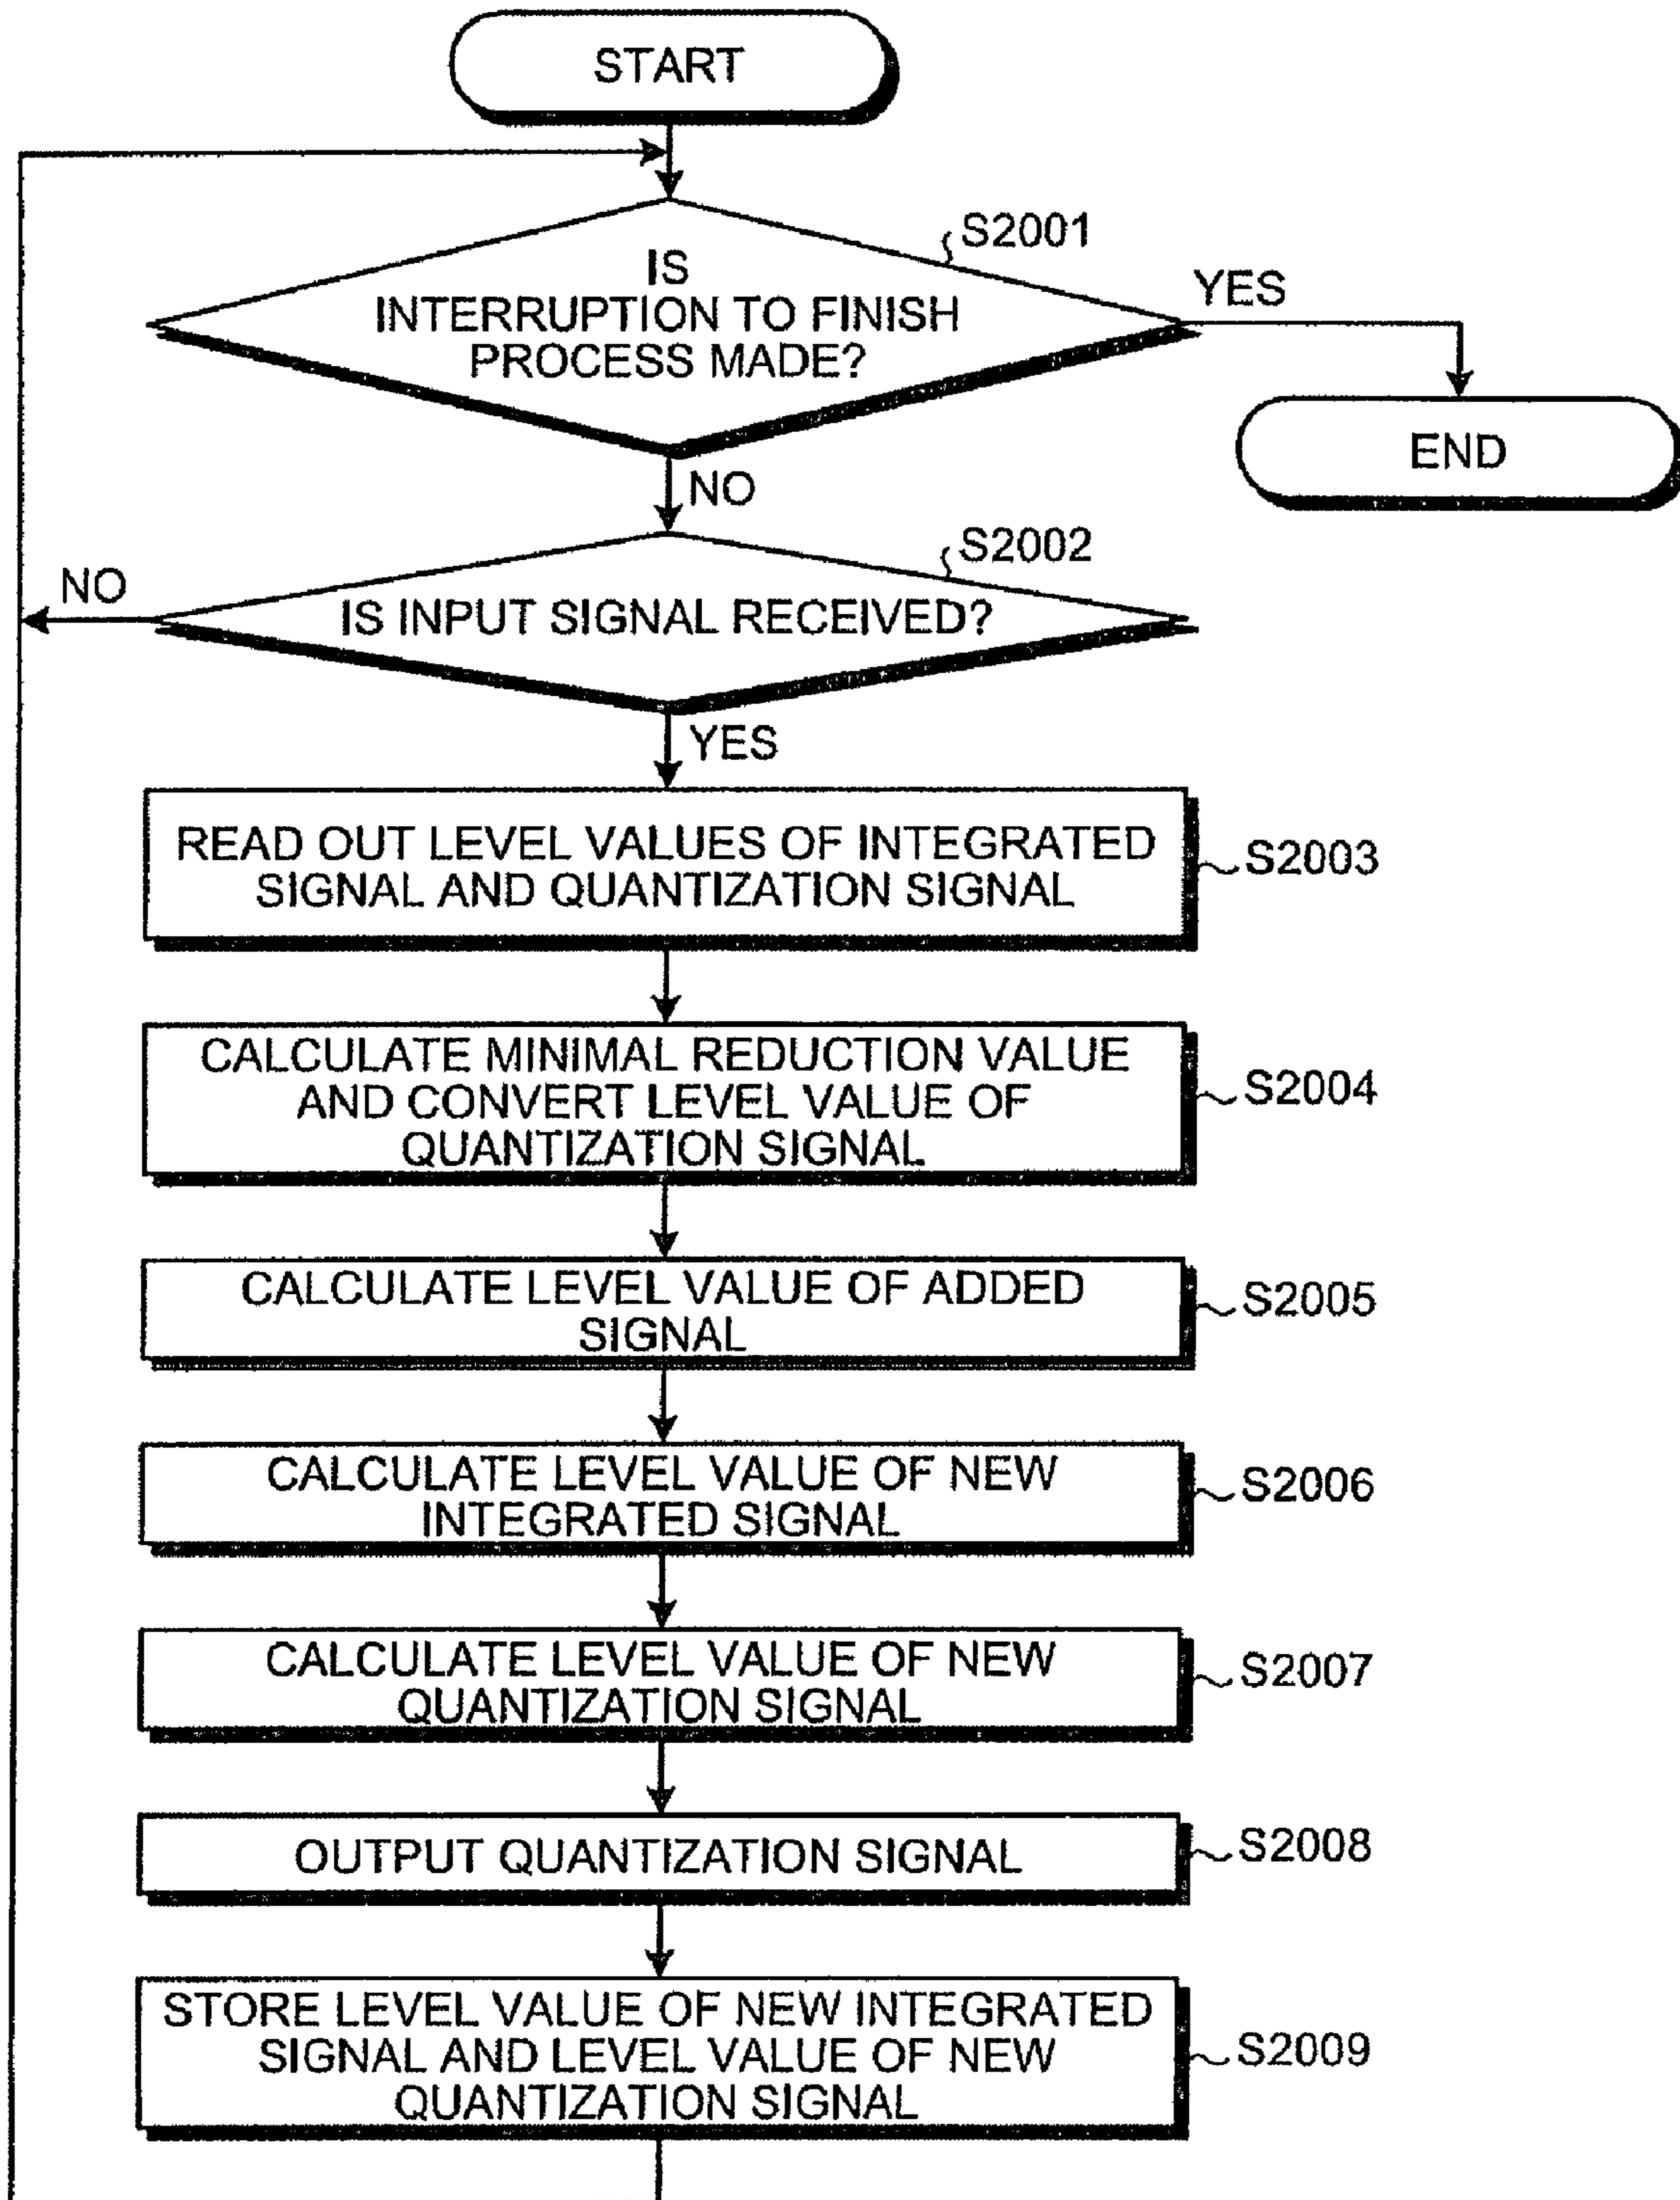 START
S2001
IS
INTERRUPTION TO FINISH
PROCESS MADE?
YES
END
NO
S2002
NO
IS INPUT SIGNAL RECEIVED?
YES
READ OUT LEVEL VALUES OF INTEGRATED
SIGNAL AND QUANTIZATION SIGNAL
S2003
CALCULATE MINIMAL REDUCTION VALUE
AND CONVERT LEVEL VALUE OF
QUANTIZATION SIGNAL
S2004
CALCULATE LEVEL VALUE OF ADDED
SIGNAL
S2005
CALCULATE LEVEL VALUE OF NEW
INTEGRATED SIGNAL
S2006
CALCULATE LEVEL VALUE OF NEW
QUANTIZATION SIGNAL
S2007
OUTPUT QUANTIZATION SIGNAL
S2008
STORE LEVEL VALUE OF NEW INTEGRATED
SIGNAL AND LEVEL VALUE OF NEW
QUANTIZATION SIGNAL
S2009